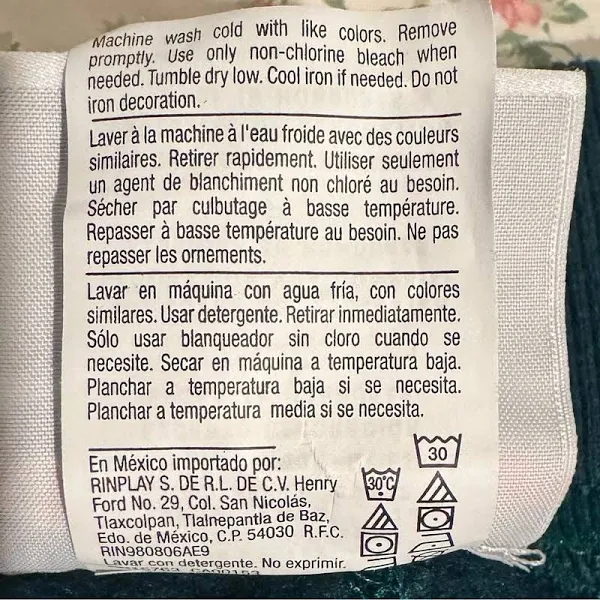 Machine wash cold with like colors. Remove
promptly. Use only non-chlorine bleach when
needed. Tumble dry low. Cool iron if needed. Do not
iron decoration.
Laver à la machine à l'eau froide avec des couleurs
similaires. Retirer rapidement. Utiliser seulement
un agent de blanchiment non chloré au besoin.
Sécher par culbutage à basse température.
Repasser à basse température au besoin. Ne pas
repasser les ornements.
Lavar en máquina con agua fría, con colores
similares. Usar detergente. Retirar inmediatamente.
Sólo usar blanqueador sin cloro cuando se
necesite. Secar en máquina a temperatura baja.
Planchar a temperatura baja si se necesita.
Planchar a temperatura media si se necesita.
En México importado por:
RINPLAY S. DE R.L. DE C.V. Henry
Ford No. 29, Col. San Nicolás,
Tlaxcolpan, Tlalnepantla de Baz,
Edo. de México, C.P. 54030 R.F.C.
RIN980806AE9
Lavar con detergente. No exprimir.
30
30°C